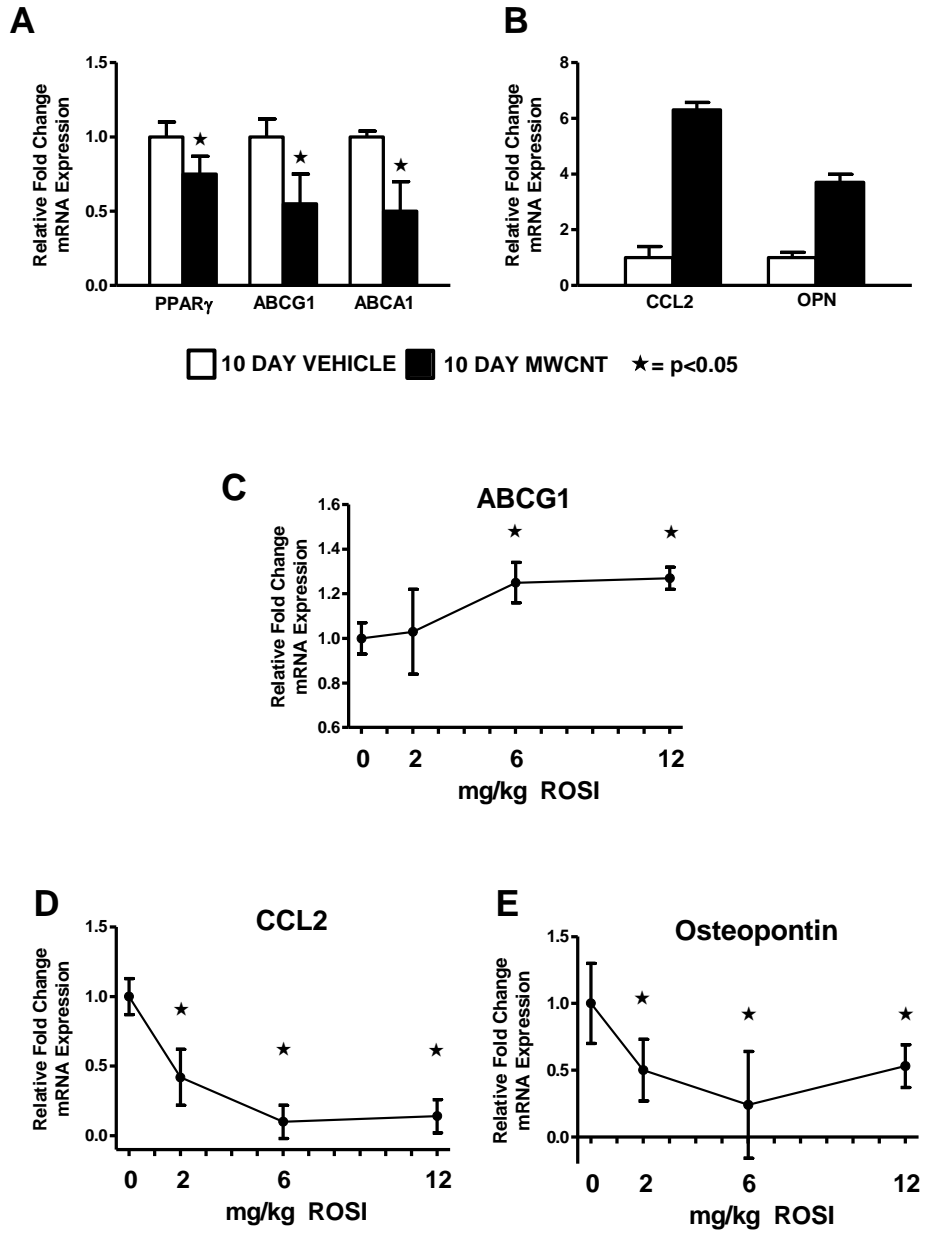 A
Relative Fold Change
mRNA Expression
1.5
1.0
0.5
0.0
★
★
★
PPARγ ABCG1 ABCA1
B
Relative Fold Change
mRNA Expression
8
6
4
2
0
CCL2 OPN
10 DAY VEHICLE 10 DAY MWCNT ★= p<0.05
C
ABCG1
Relative Fold Change
mRNA Expression
1.6
1.4
1.2
1.0
0.8
0.6
★ ★
0 2 6 12
mg/kg ROSI
D
CCL2
Relative Fold Change
mRNA Expression
1.5
1.0
0.5
0.0
★ ★ ★
0 2 6 12
mg/kg ROSI
E
Osteopontin
Relative Fold Change
mRNA Expression
1.5
1.0
0.5
0.0
★ ★ ★
0 2 6 12
mg/kg ROSI